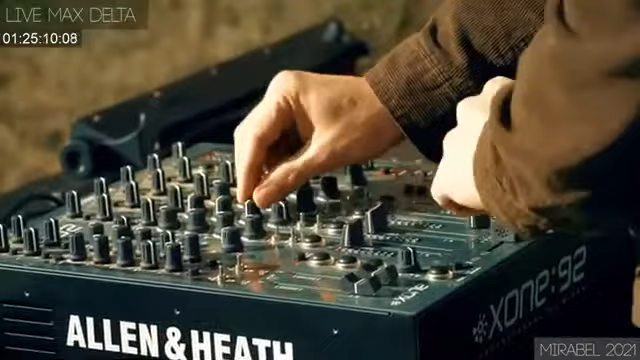 LIVE MAX DELTA
01:25:10:08
XONE:92
ALLEN & HEATH
MIRABEL 2021